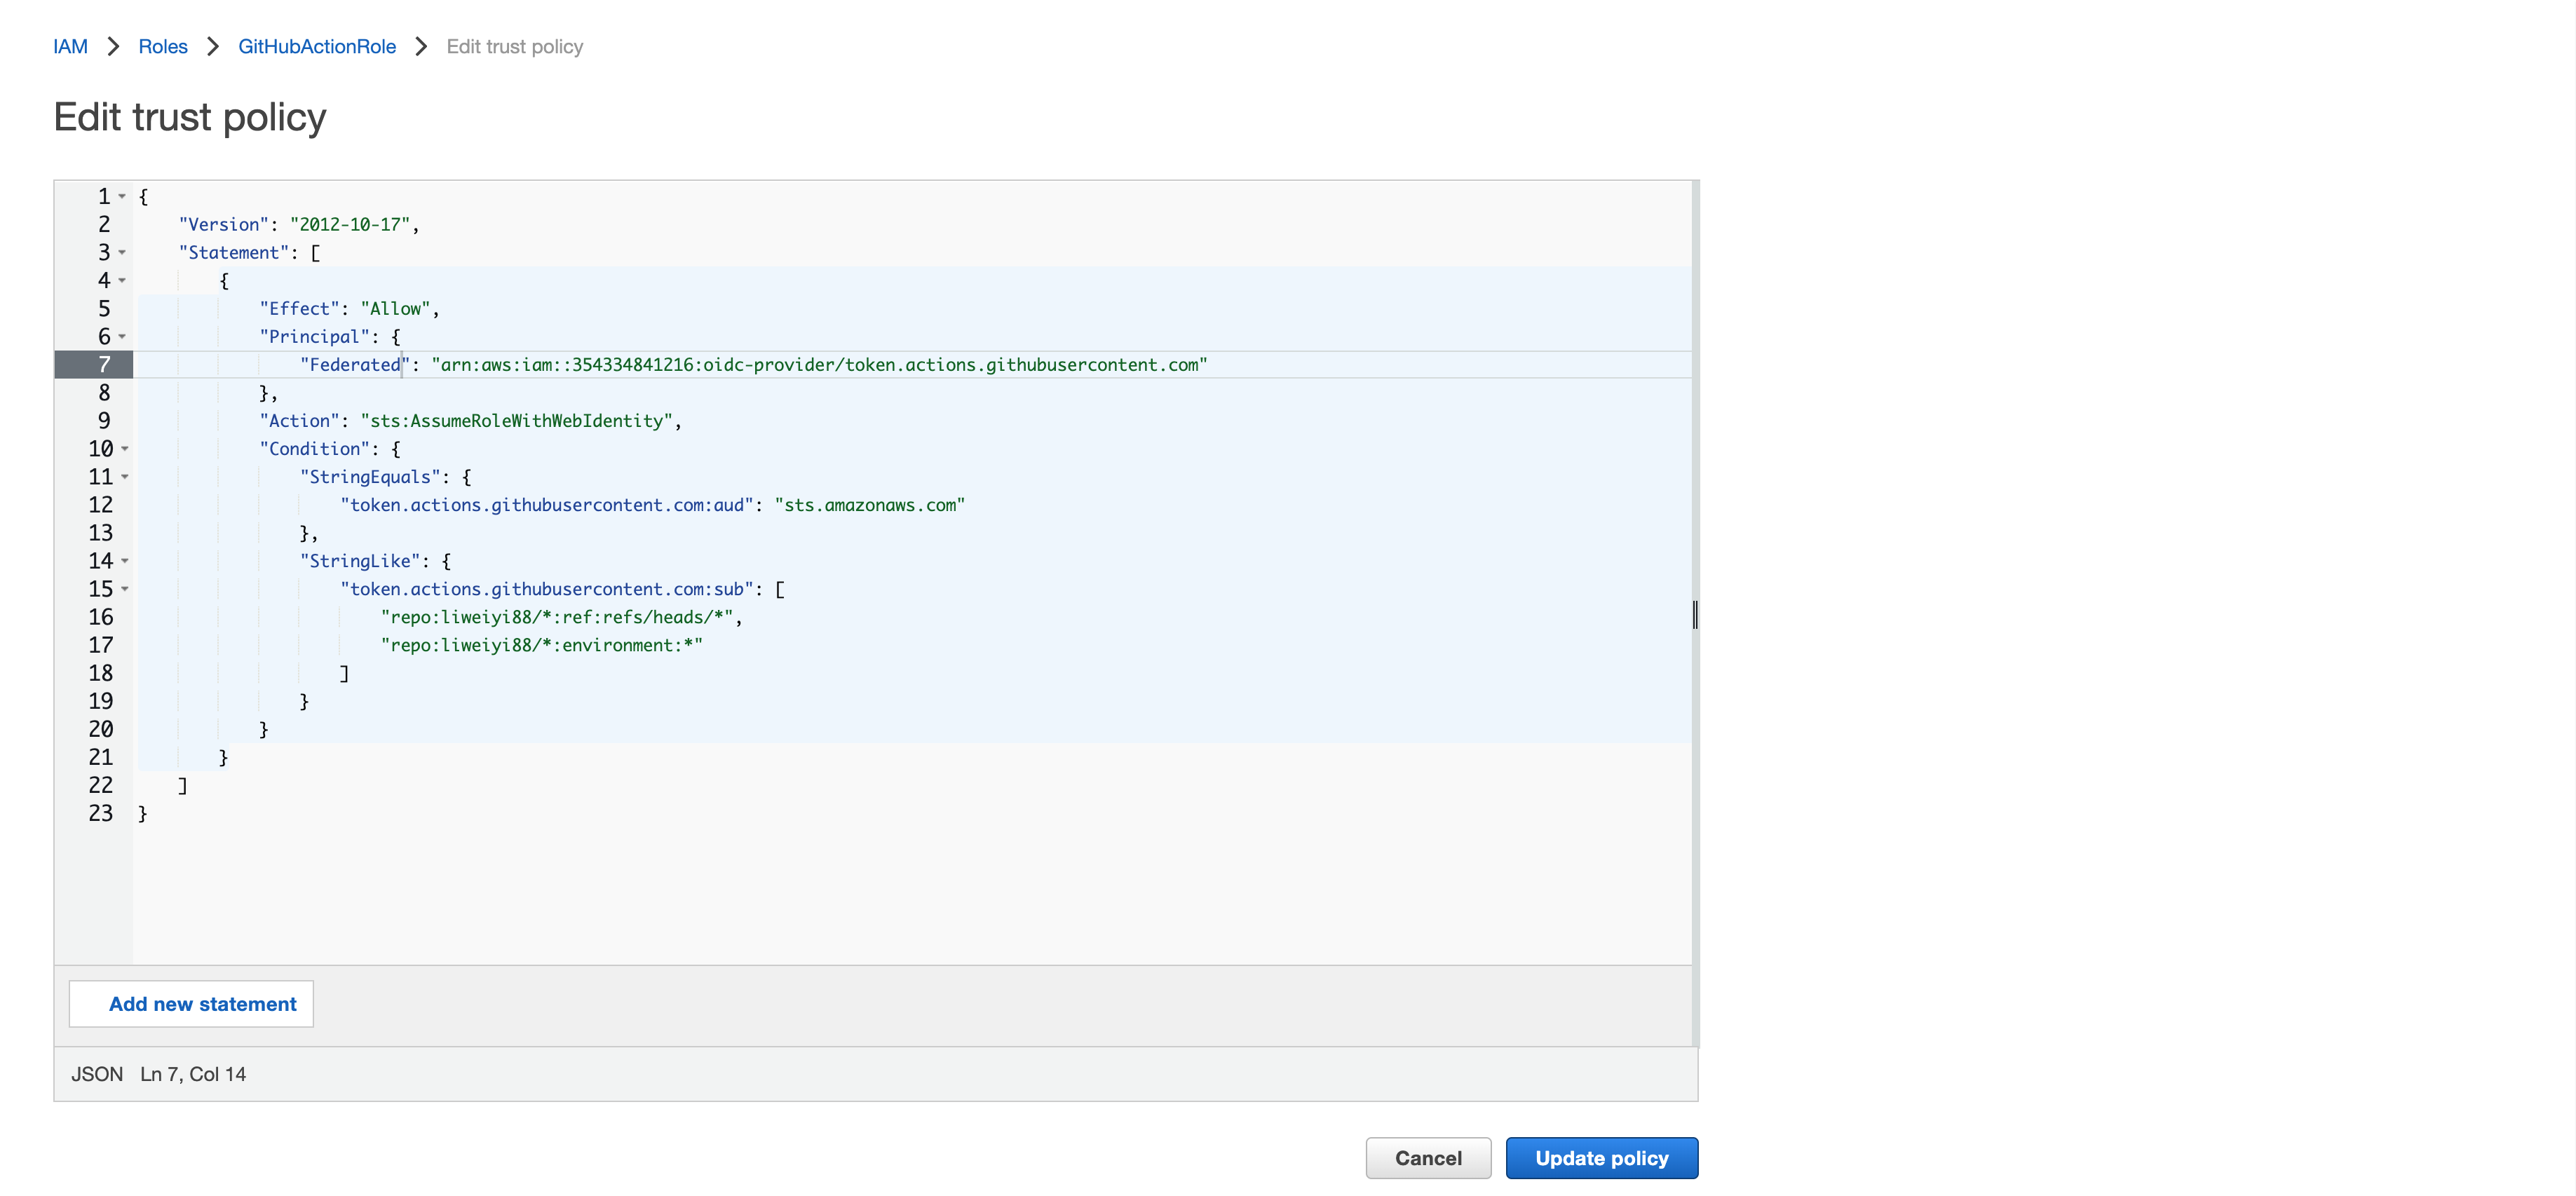 IAM > Roles > GitHubActionRole > Edit trust policy
Edit trust policy
1 {
2     "Version": "2012-10-17",
3     "Statement": [
4         {
5             "Effect": "Allow",
6             "Principal": {
7                 "Federated": "arn:aws:iam::354334841216:oidc-provider/token.actions.githubusercontent.com"
8             },
9             "Action": "sts:AssumeRoleWithWebIdentity",
10             "Condition": {
11                 "StringEquals": {
12                     "token.actions.githubusercontent.com:aud": "sts.amazonaws.com"
13                 },
14                 "StringLike": {
15                     "token.actions.githubusercontent.com:sub": [
16                         "repo:liweiyi88/*:ref:refs/heads/*",
17                         "repo:liweiyi88/*:environment:*"
18                     ]
19                 }
20             }
21         }
22     ]
23 }
Add new statement
JSON Ln 7, Col 14
Cancel Update policy